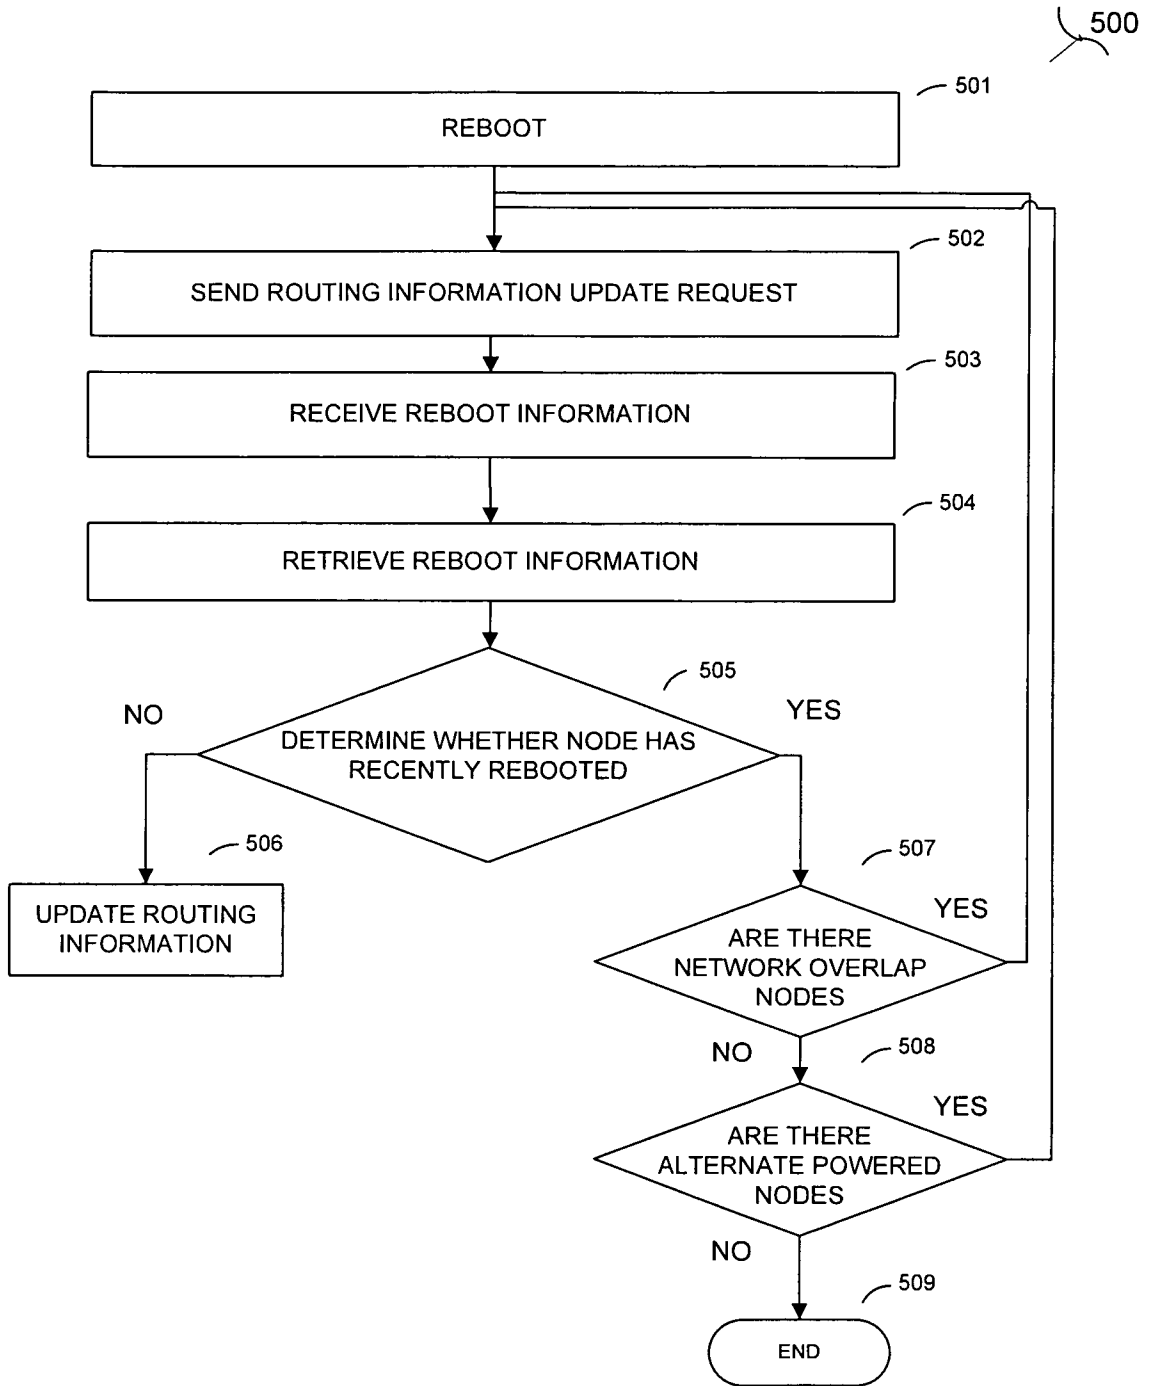 500
501
REBOOT
502
SEND ROUTING INFORMATION UPDATE REQUEST
503
RECEIVE REBOOT INFORMATION
504
RETRIEVE REBOOT INFORMATION
505
NO
YES
DETERMINE WHETHER NODE HAS
RECENTLY REBOOTED
506
507
UPDATE ROUTING
INFORMATION
YES
ARE THERE
NETWORK OVERLAP
NODES
NO
508
YES
ARE THERE
ALTERNATE POWERED
NODES
NO
509
END